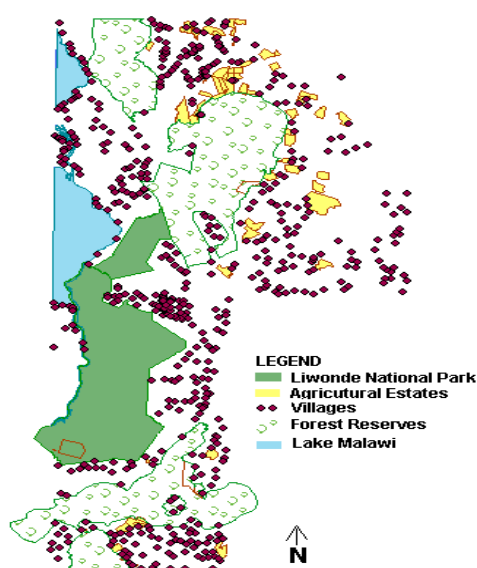 LEGEND
Liwonde National Park
Agricutural Estates
Villages
Forest Reserves
Lake Malawi
N